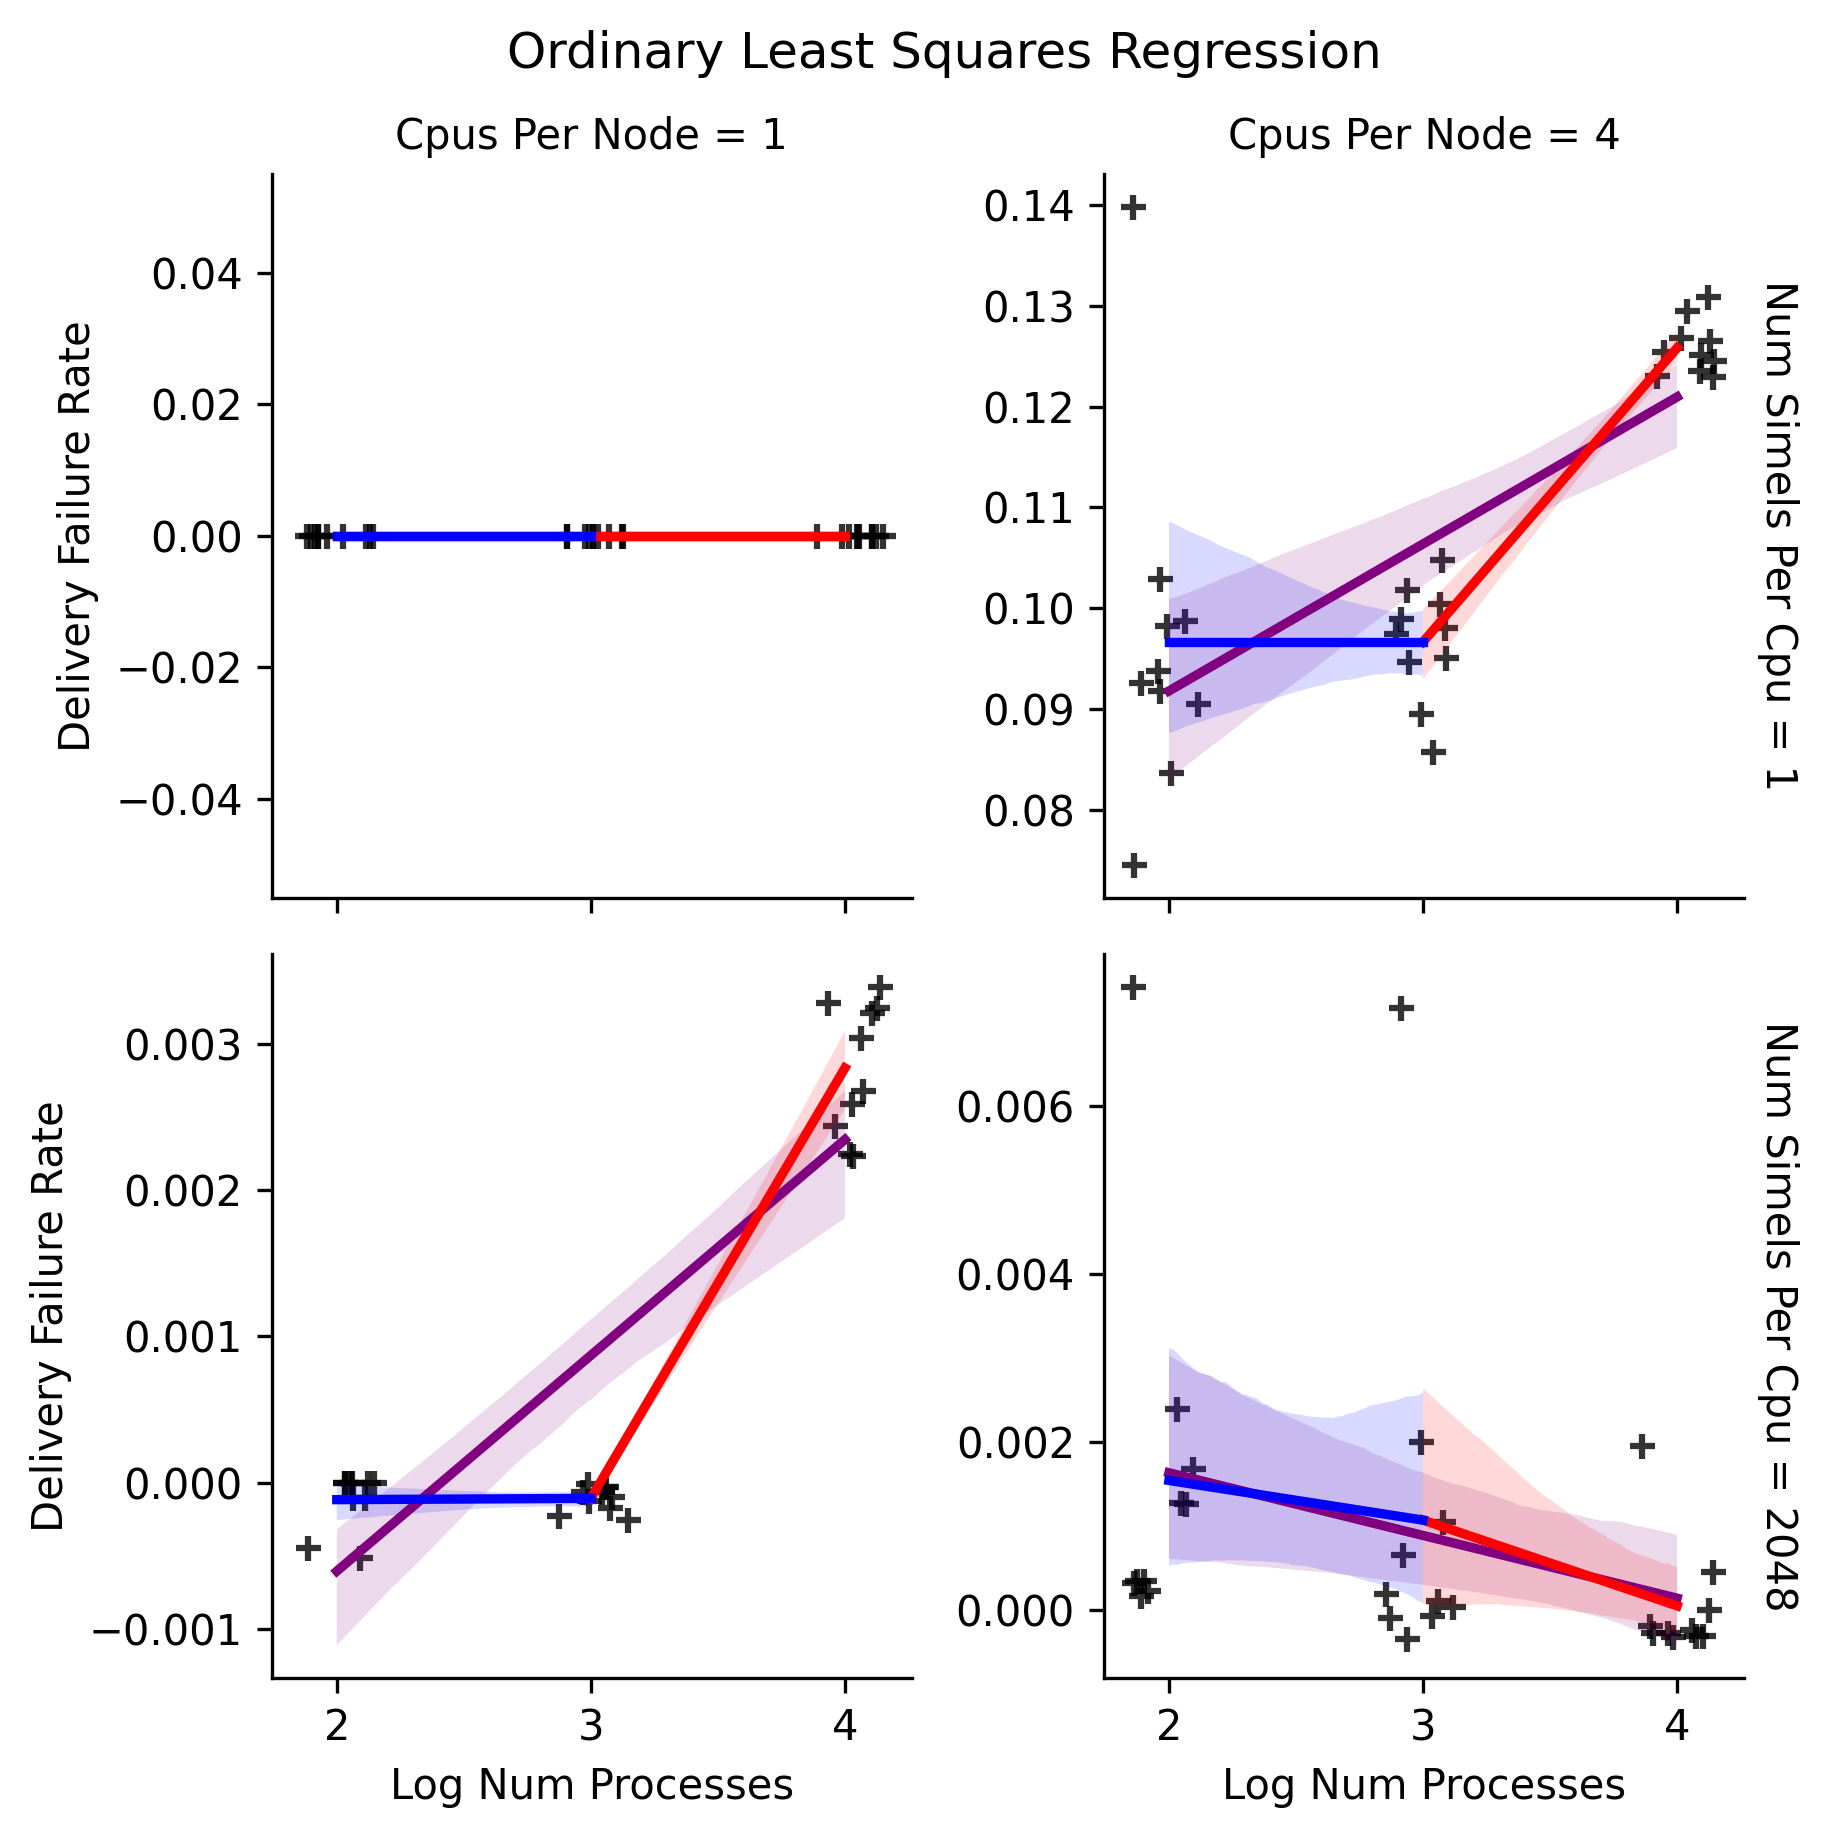 Ordinary Least Squares Regression
Cpus Per Node = 1
Cpus Per Node = 4
Delivery Failure Rate
0.04
0.02
0.00
−0.02
−0.04
0.14
0.13
0.12
0.11
0.10
0.09
0.08
Num Simels Per Cpu = 1
Delivery Failure Rate
0.003
0.002
0.001
0.000
−0.001
0.006
0.004
0.002
0.000
Num Simels Per Cpu = 2048
2 3 4
2 3 4
Log Num Processes
Log Num Processes